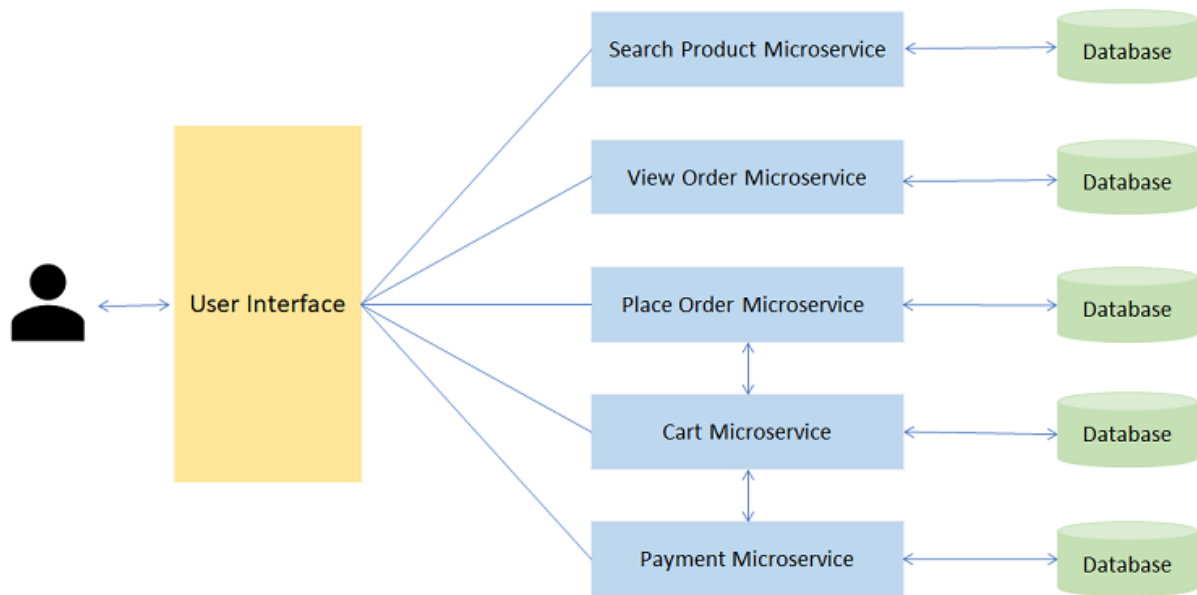 Search Product Microservice
Database
View Order Microservice
Database
User Interface
Place Order Microservice
Database
Cart Microservice
Database
Payment Microservice
Database